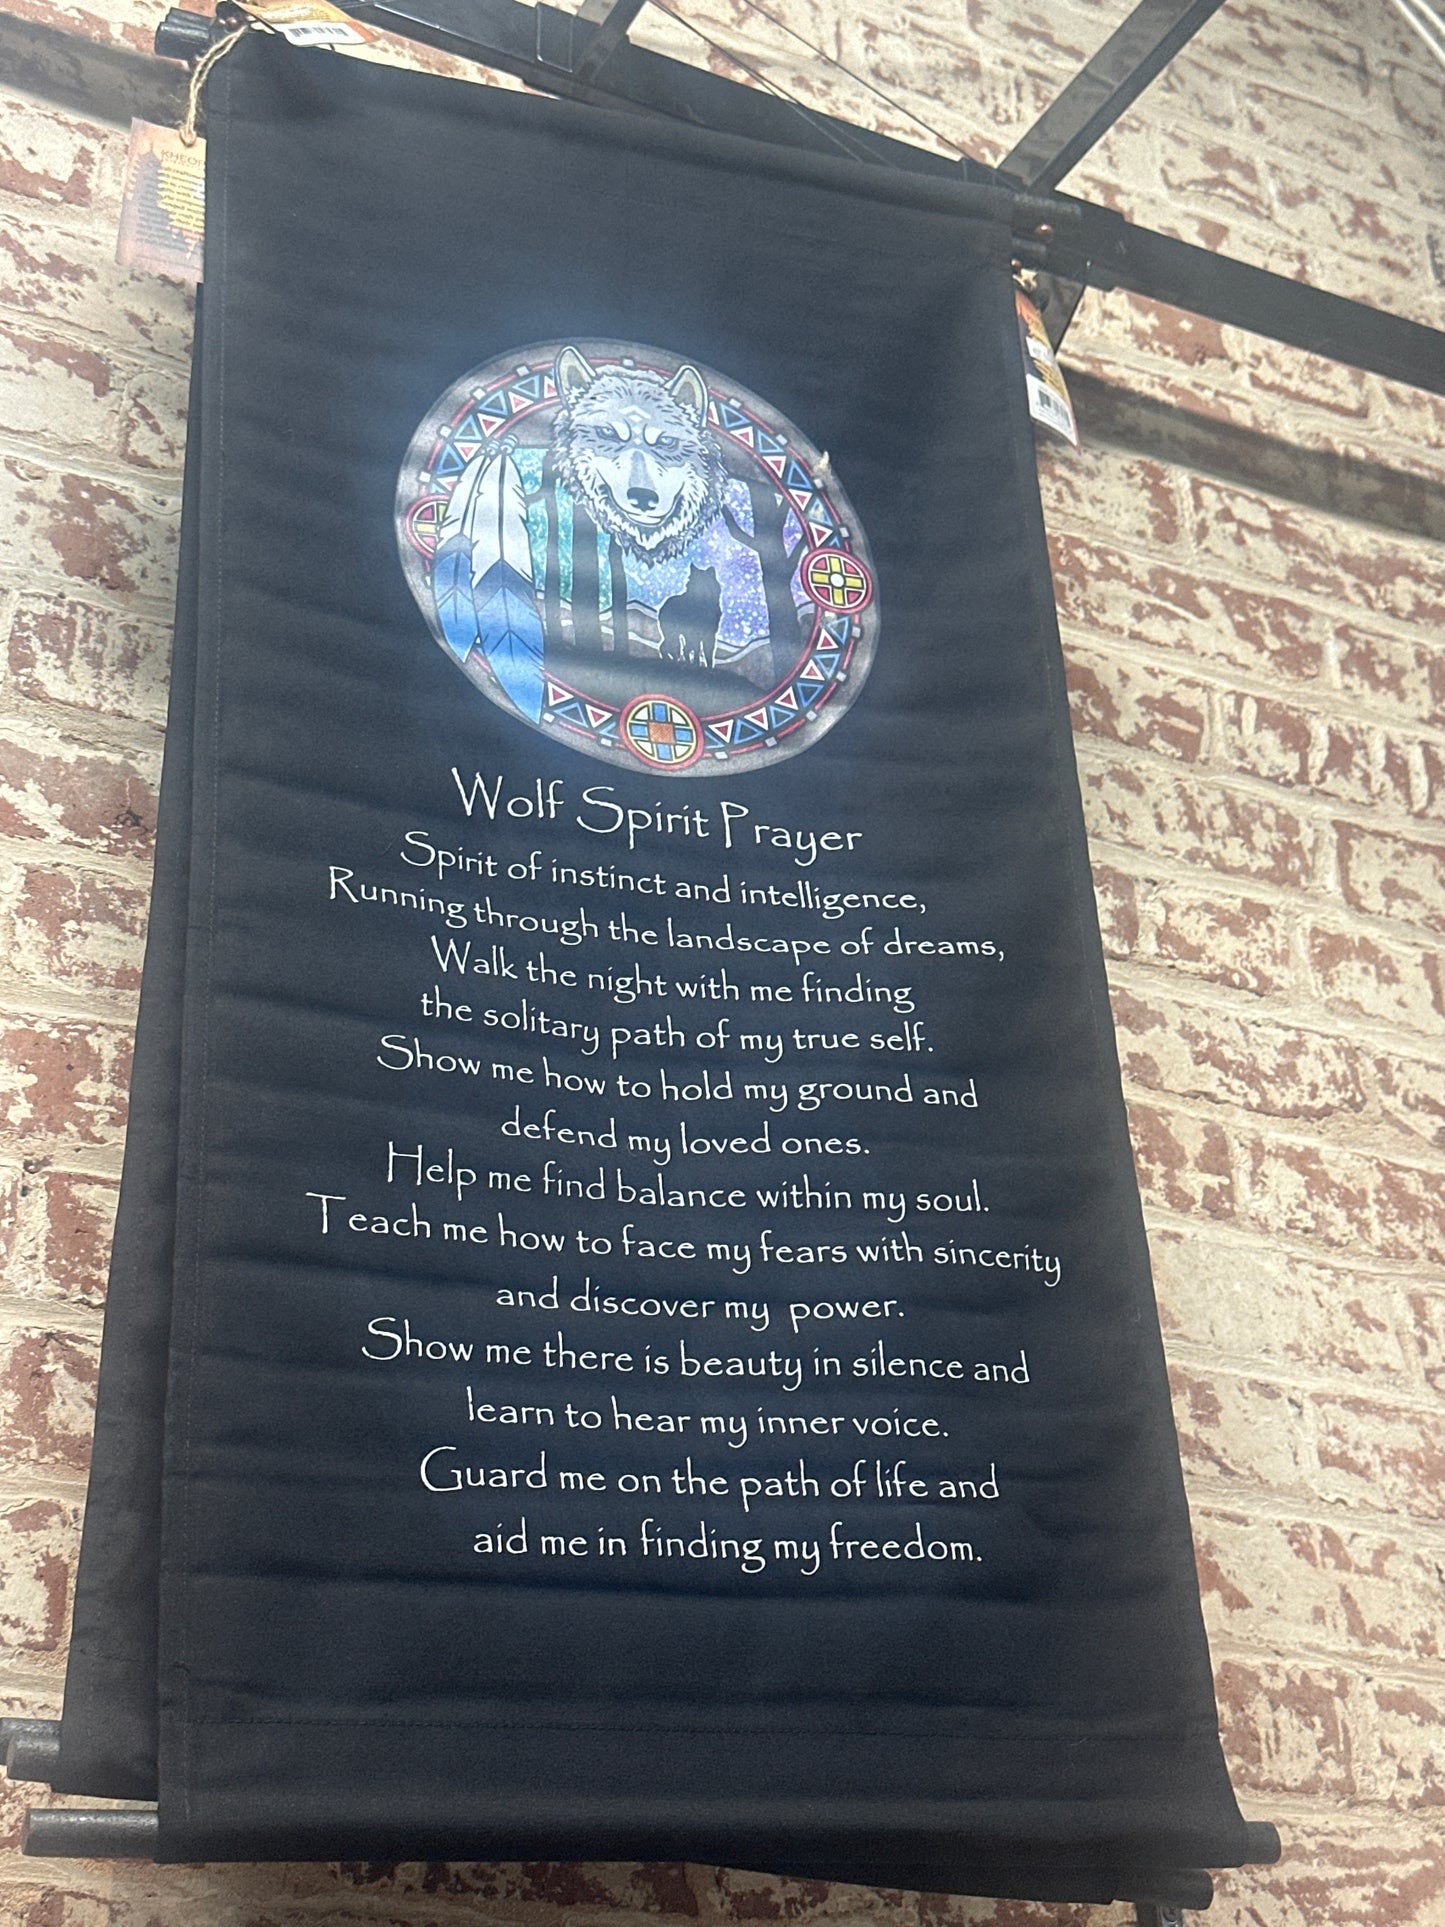 Wolf Spirit Prayer
Spirit of instinct and intelligence,
Running through the landscape of dreams,
Walk the night with me finding
the solitary path of my true self.
Show me how to hold my ground and
defend my loved ones.
Help me find balance within my soul.
Teach me how to face my fears with sincerity
and discover my power.
Show me there is beauty in silence and
learn to hear my inner voice.
Guard me on the path of life and
aid me in finding my freedom.